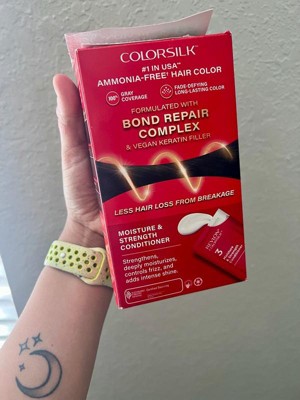 COLORSILK™
#1 IN USA**
AMMONIA-FREE† HAIR COLOR
100% GRAY COVERAGE
FADE-DEFYING LONG-LASTING COLOR
FORMULATED WITH
BOND REPAIR
COMPLEX
& VEGAN KERATIN FILLER
LESS HAIR LOSS FROM BREAKAGE
MOISTURE &
STRENGTH
CONDITIONER
Strengthens,
deeply moisturizes,
controls frizz, and
adds intense shine.
REVLON
3